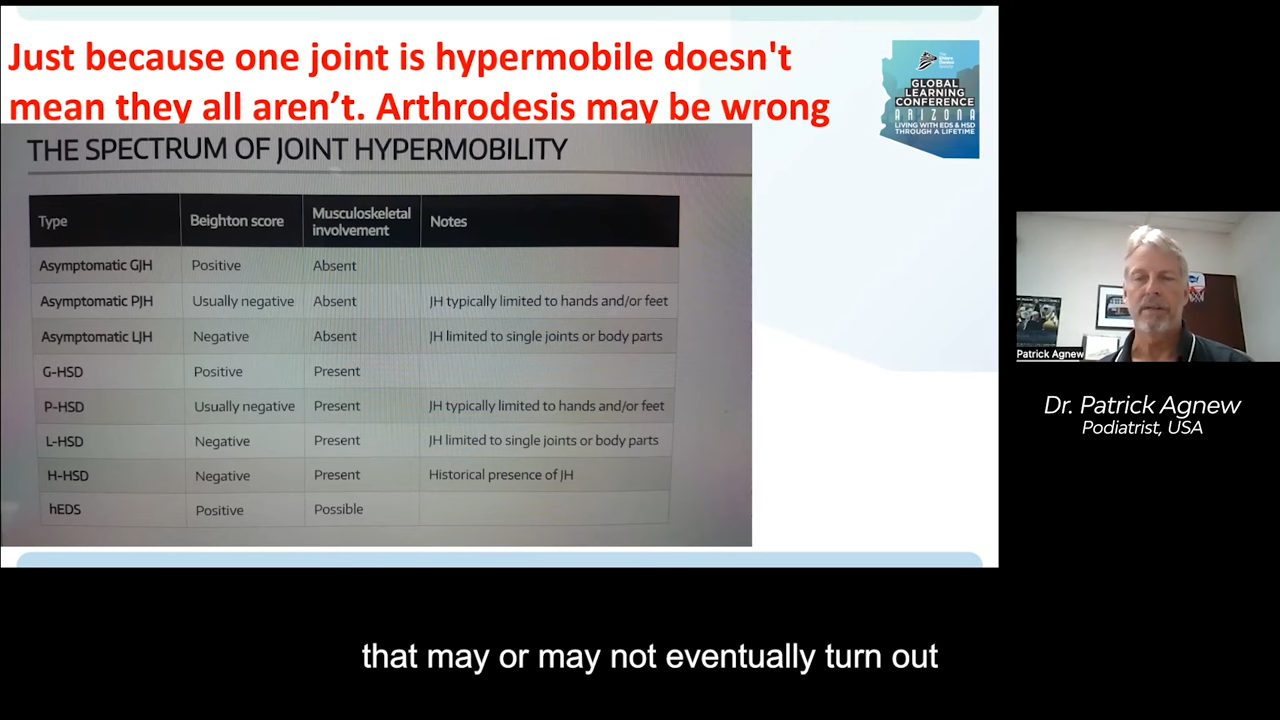 Just because one joint is hypermobile doesn't
mean they all aren't. Arthrodesis may be wrong
The
Ehlers
Danlos
Society
GLOBAL
LEARNING
CONFERENCE
ARIZONA
LIVING WITH EDS & HSD
THROUGH A LIFETIME
THE SPECTRUM OF JOINT HYPERMOBILITY
Type Beighton score Musculoskeletal involvement Notes
Asymptomatic GJH Positive Absent
Asymptomatic PJH Usually negative Absent JH typically limited to hands and/or feet
Asymptomatic LJH Negative Absent JH limited to single joints or body parts
G-HSD Positive Present
P-HSD Usually negative Present JH typically limited to hands and/or feet
L-HSD Negative Present JH limited to single joints or body parts
H-HSD Negative Present Historical presence of JH
hEDS Positive Possible
Patrick Agnew
Dr. Patrick Agnew
Podiatrist, USA
that may or may not eventually turn out